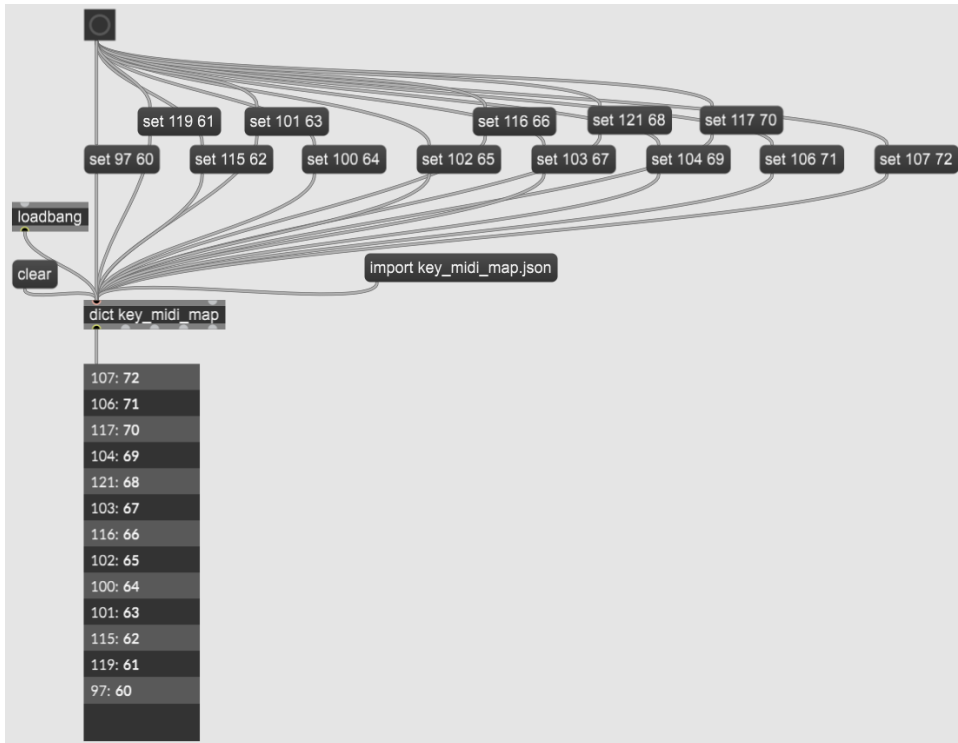 set 119 61
set 101 63
set 116 66
set 121 68
set 117 70
set 97 60
set 115 62
set 100 64
set 102 65
set 103 67
set 104 69
set 106 71
set 107 72
loadbang
clear
import key_midi_map.json
dict key_midi_map
107: 72
106: 71
117: 70
104: 69
121: 68
103: 67
116: 66
102: 65
100: 64
101: 63
115: 62
119: 61
97: 60